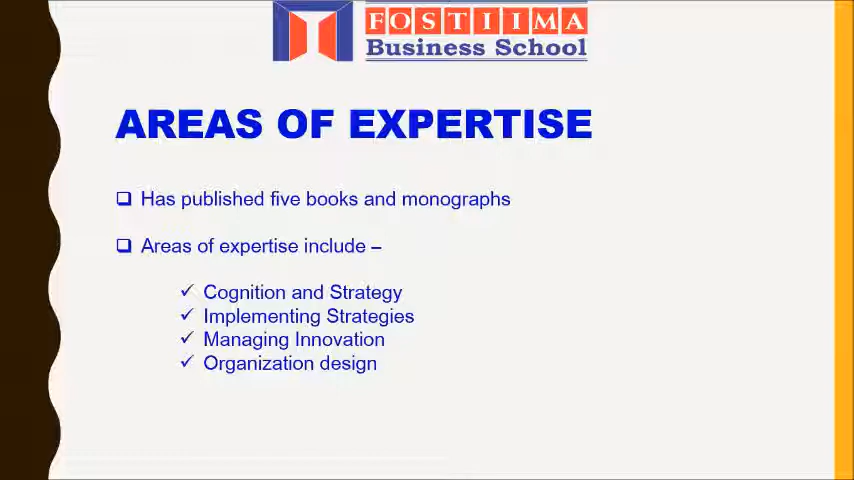 FOSTIIMA
Business School
AREAS OF EXPERTISE
Has published five books and monographs
Areas of expertise include –
Cognition and Strategy
Implementing Strategies
Managing Innovation
Organization design